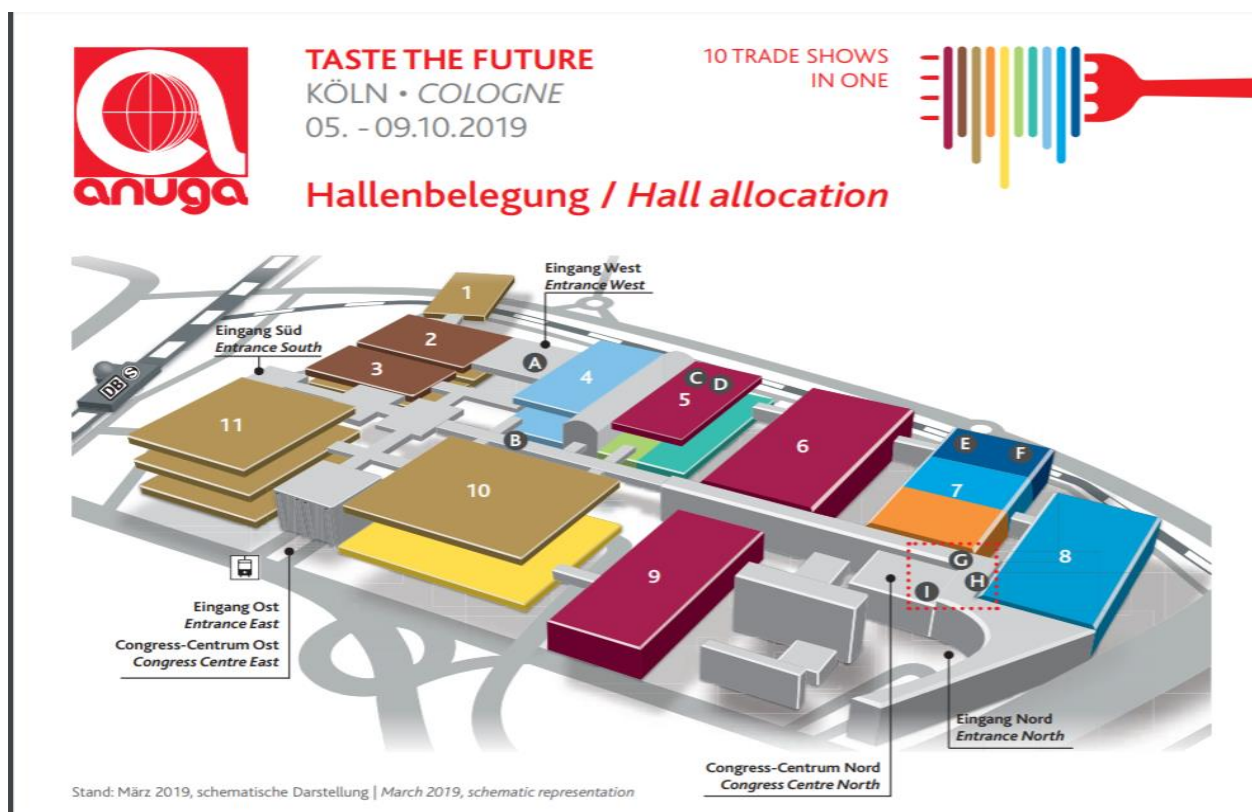 anuga
TASTE THE FUTURE
KÖLN • COLOGNE
05. - 09.10.2019
10 TRADE SHOWS
IN ONE
Hallenbelegung / Hall allocation
Eingang West
Entrance West
1
Eingang Süd
Entrance South
2
A
3
4
C
D
5
DB
S
11
B
6
E
F
10
7
8
G
9
H
I
Eingang Ost
Entrance East
Congress-Centrum Ost
Congress Centre East
Eingang Nord
Entrance North
Congress-Centrum Nord
Congress Centre North
Stand: März 2019, schematische Darstellung | March 2019, schematic representation